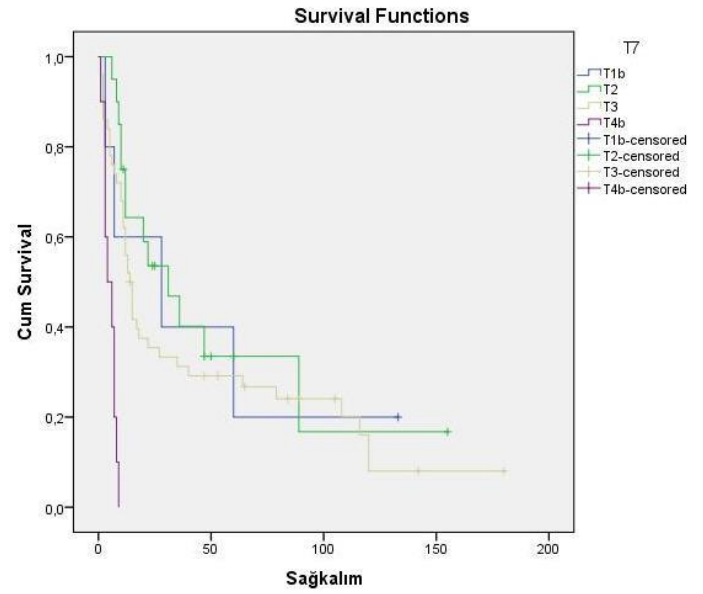 Survival Functions
T7
T1b
T2
T3
T4b
T1b-censored
T2-censored
T3-censored
T4b-censored
Cum Survival
1,0
0,8
0,6
0,4
0,2
0,0
0
50
100
150
200
Sağkalım